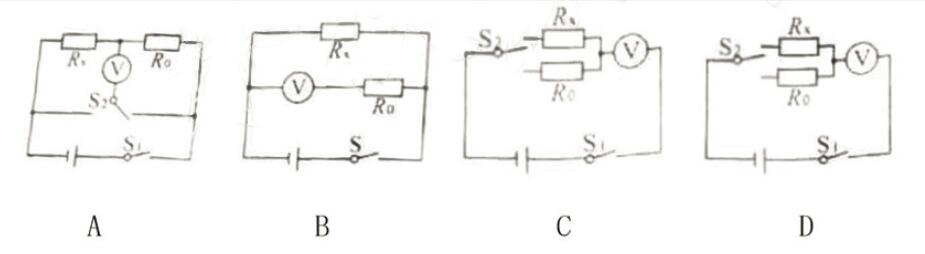 Rₓ R₀ V S₂ S₁
Rₓ V R₀ S
S₂ Rₓ V R₀ S₁
S₂ Rₓ V R₀ S₁
A B C D